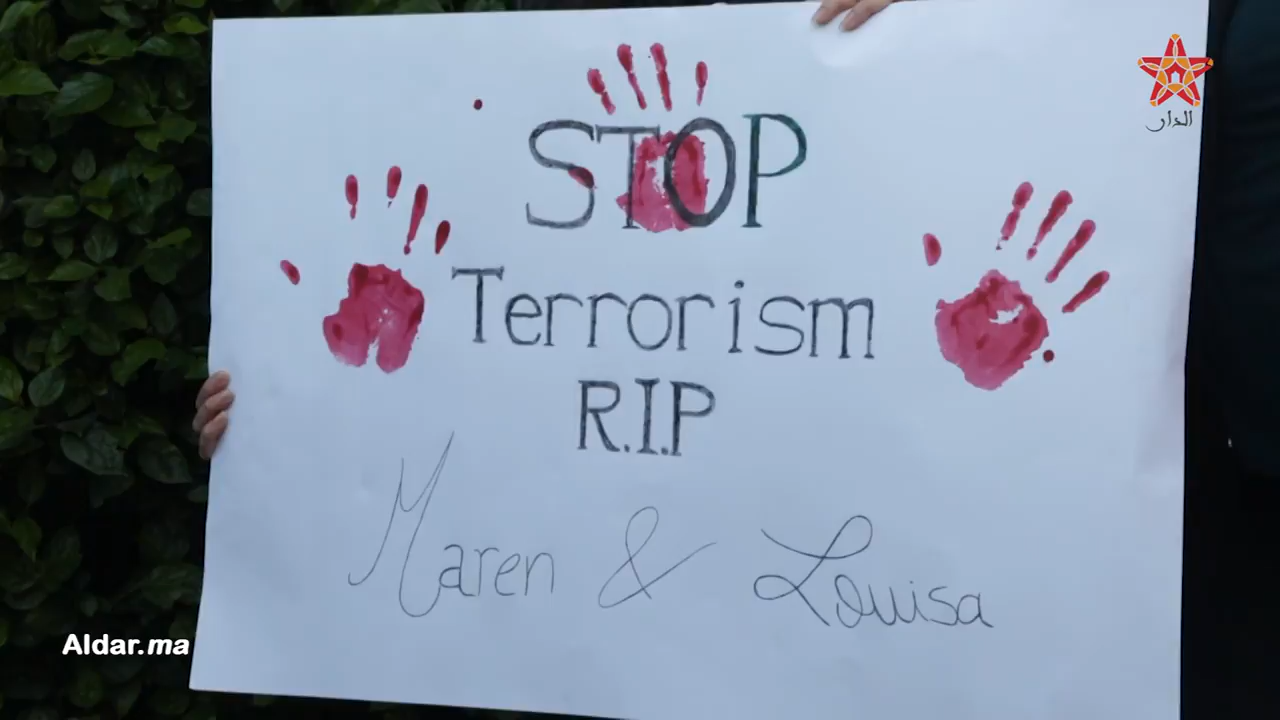 الدار
STOP
Terrorism
R.I.P
Maren & Louisa
Aldar.ma